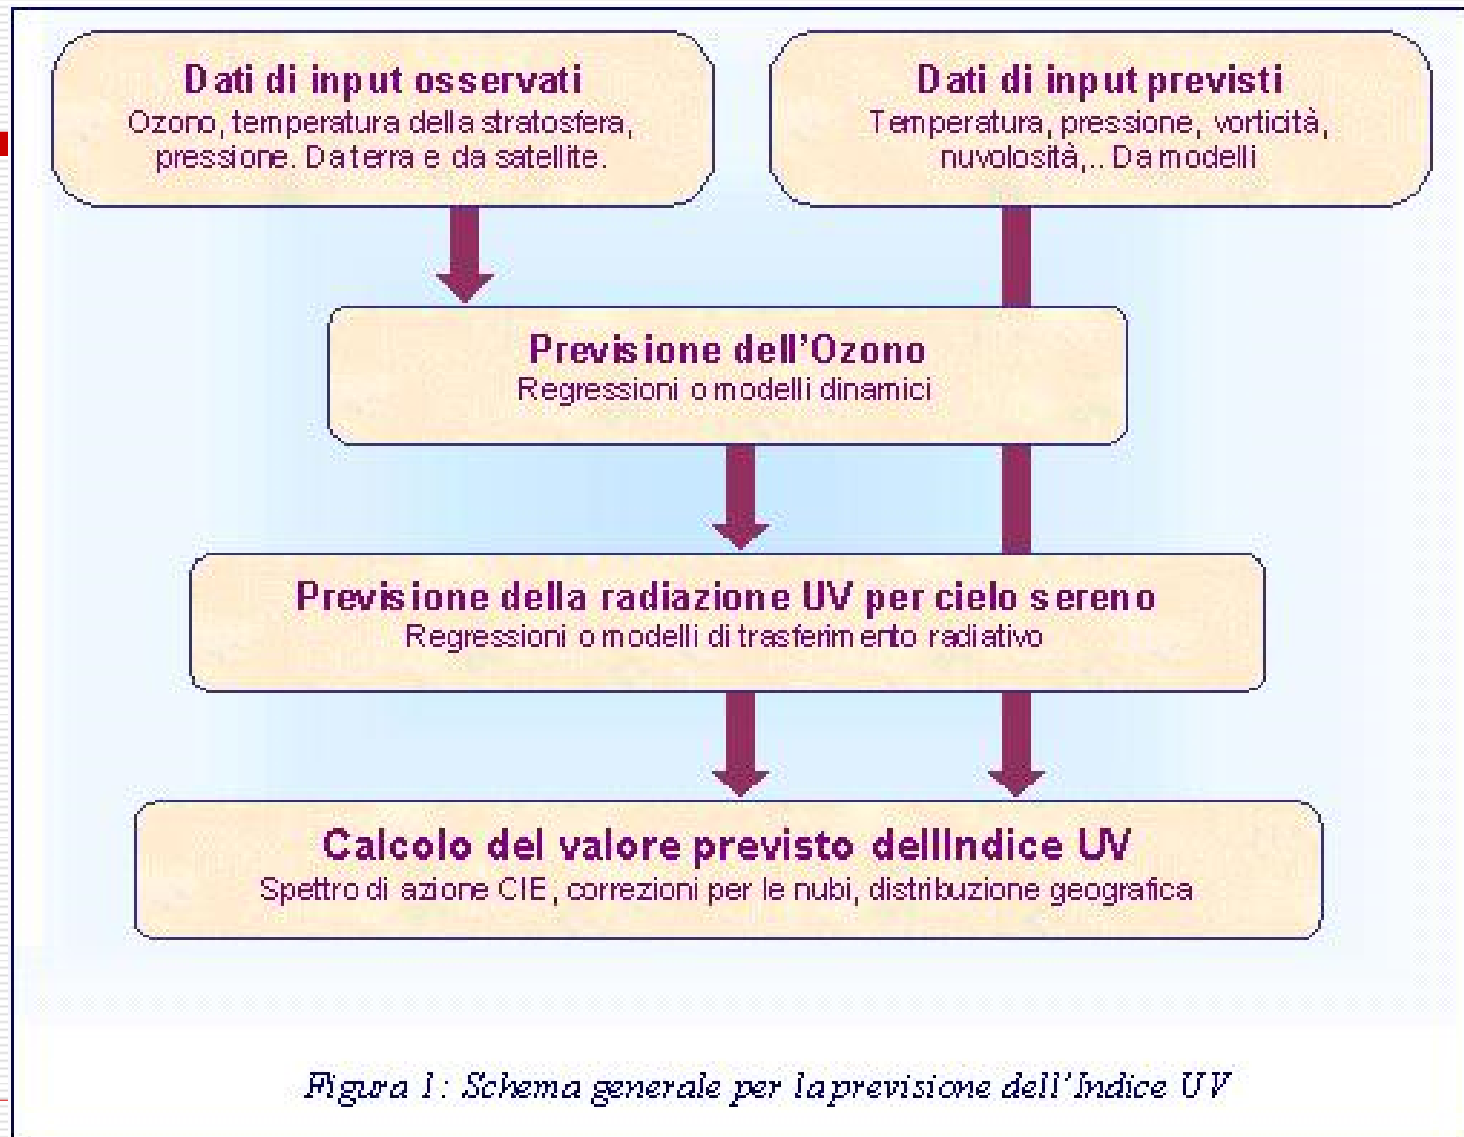 Dati di input osservati
Ozono, temperatura della stratosfera,
pressione. Da terra e da satellite.
Dati di input previsti
Temperatura, pressione, vorticità,
nuvolosità,.. Da modelli
Previsione dell'Ozono
Regressioni o modelli dinamici
Previsione della radiazione UV per cielo sereno
Regressioni o modelli di trasferimento radiativo
Calcolo del valore previsto dellIndice UV
Spettro di azione CIE, correzioni per le nubi, distribuzione geografica
Figura 1: Schema generale per la previsione dell'Indice UV